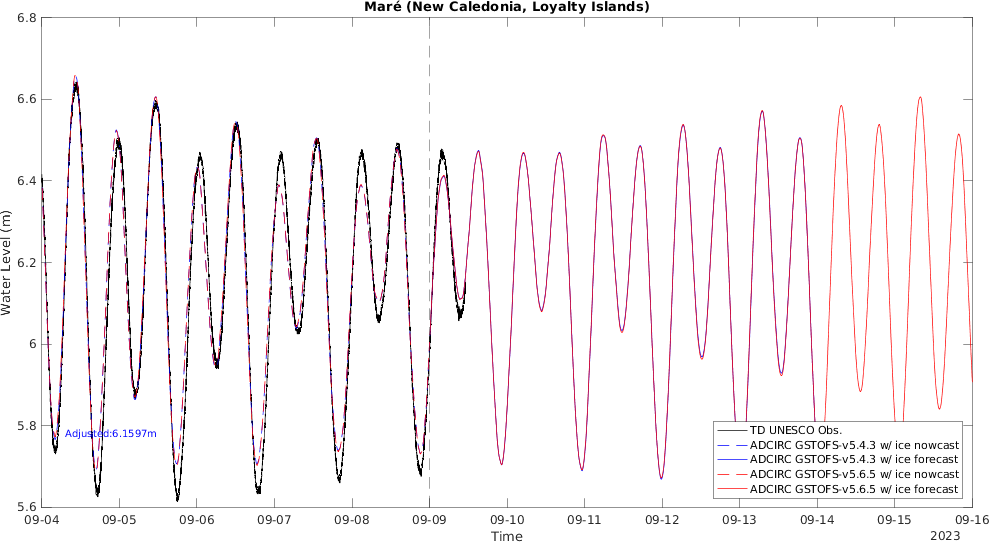 Maré (New Caledonia, Loyalty Islands)
6.8
6.6
6.4
6.2
6
5.8
5.6
Water Level (m)
Adjusted:6.1597m
TD UNESCO Obs.
ADCIRC GSTOFS-v5.4.3 w/ ice nowcast
ADCIRC GSTOFS-v5.4.3 w/ ice forecast
ADCIRC GSTOFS-v5.6.5 w/ ice nowcast
ADCIRC GSTOFS-v5.6.5 w/ ice forecast
09-04 09-05 09-06 09-07 09-08 09-09 09-10 09-11 09-12 09-13 09-14 09-15 09-16
Time
2023